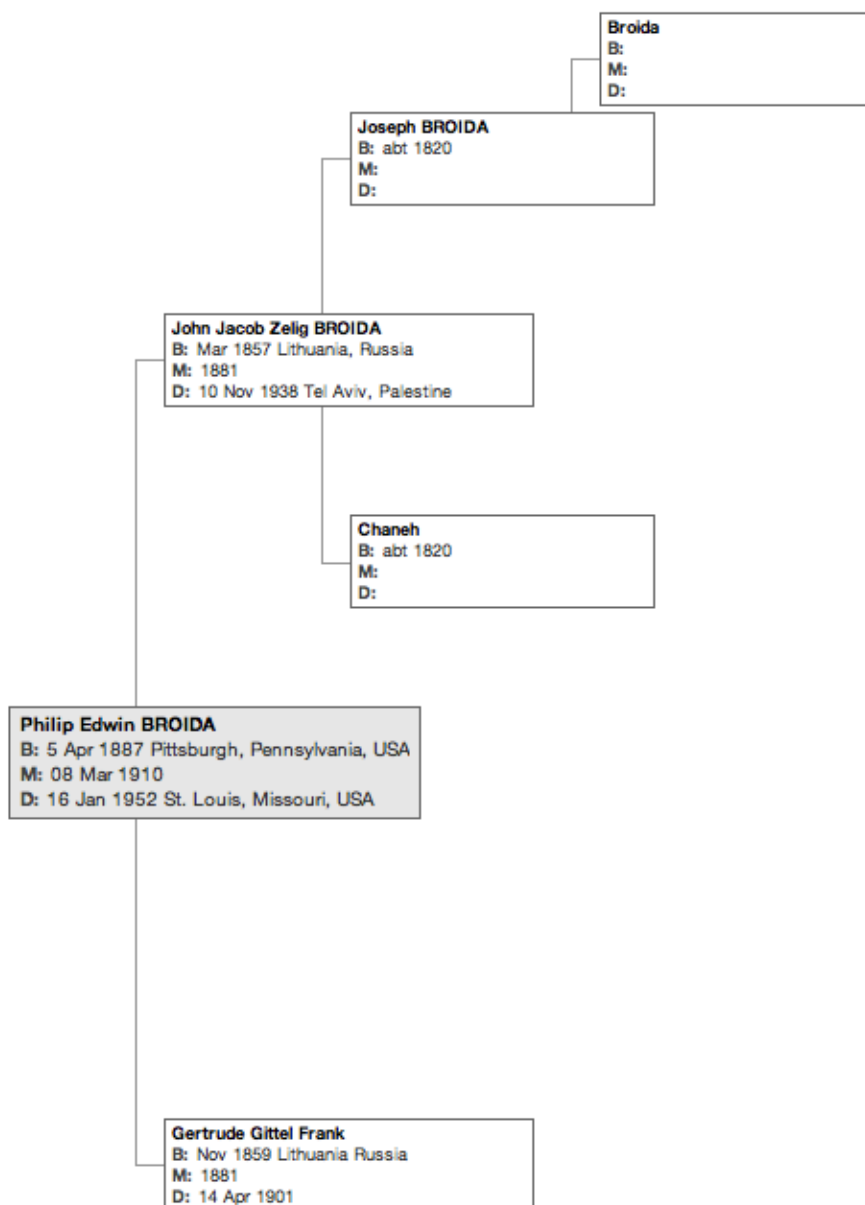 Broida
B:
M:
D:
Joseph BROIDA
B: abt 1820
M:
D:
John Jacob Zelig BROIDA
B: Mar 1857 Lithuania, Russia
M: 1881
D: 10 Nov 1938 Tel Aviv, Palestine
Chaneh
B: abt 1820
M:
D:
Philip Edwin BROIDA
B: 5 Apr 1887 Pittsburgh, Pennsylvania, USA
M: 08 Mar 1910
D: 16 Jan 1952 St. Louis, Missouri, USA
Gertrude Gittel Frank
B: Nov 1859 Lithuania Russia
M: 1881
D: 14 Apr 1901